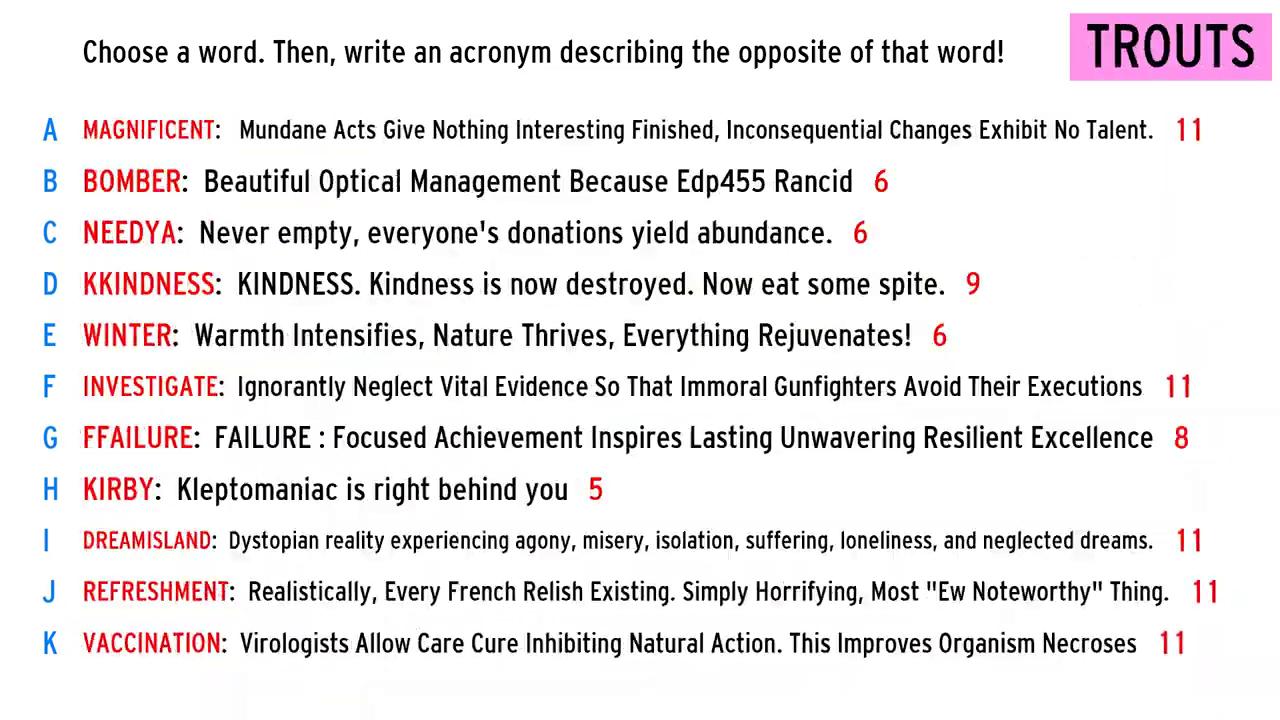 Choose a word. Then, write an acronym describing the opposite of that word!
TROUTS
A MAGNIFICENT: Mundane Acts Give Nothing Interesting Finished, Inconsequential Changes Exhibit No Talent. 11
B BOMBER: Beautiful Optical Management Because Edp455 Rancid 6
C NEEDYA: Never empty, everyone's donations yield abundance. 6
D KKINDNESS: KINDNESS. Kindness is now destroyed. Now eat some spite. 9
E WINTER: Warmth Intensifies, Nature Thrives, Everything Rejuvenates! 6
F INVESTIGATE: Ignorantly Neglect Vital Evidence So That Immoral Gunfighters Avoid Their Executions 11
G FFAILURE: FAILURE : Focused Achievement Inspires Lasting Unwavering Resilient Excellence 8
H KIRBY: Kleptomaniac is right behind you 5
I DREAMISLAND: Dystopian reality experiencing agony, misery, isolation, suffering, loneliness, and neglected dreams. 11
J REFRESHMENT: Realistically, Every French Relish Existing. Simply Horrifying, Most "Ew Noteworthy" Thing. 11
K VACCINATION: Virologists Allow Care Cure Inhibiting Natural Action. This Improves Organism Necroses 11